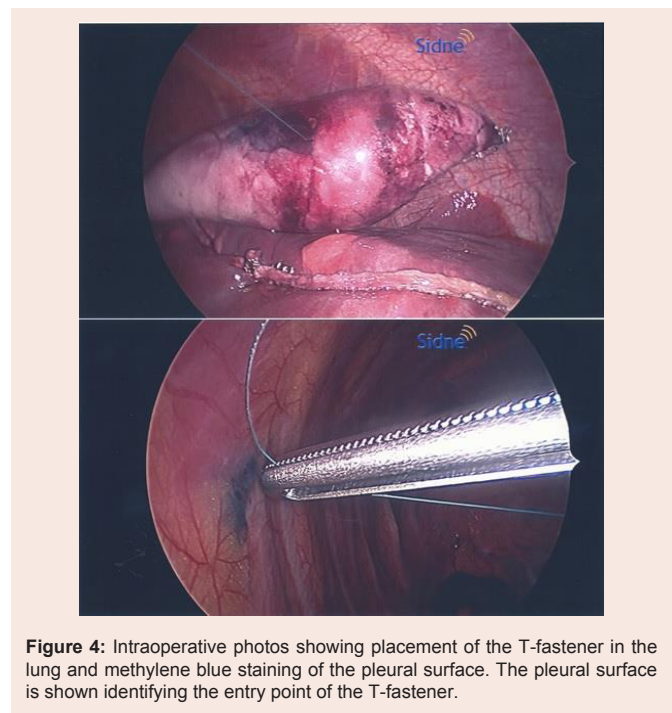 Sidne
Sidne
Figure 4: Intraoperative photos showing placement of the T-fastener in the
lung and methylene blue staining of the pleural surface. The pleural surface
is shown identifying the entry point of the T-fastener.